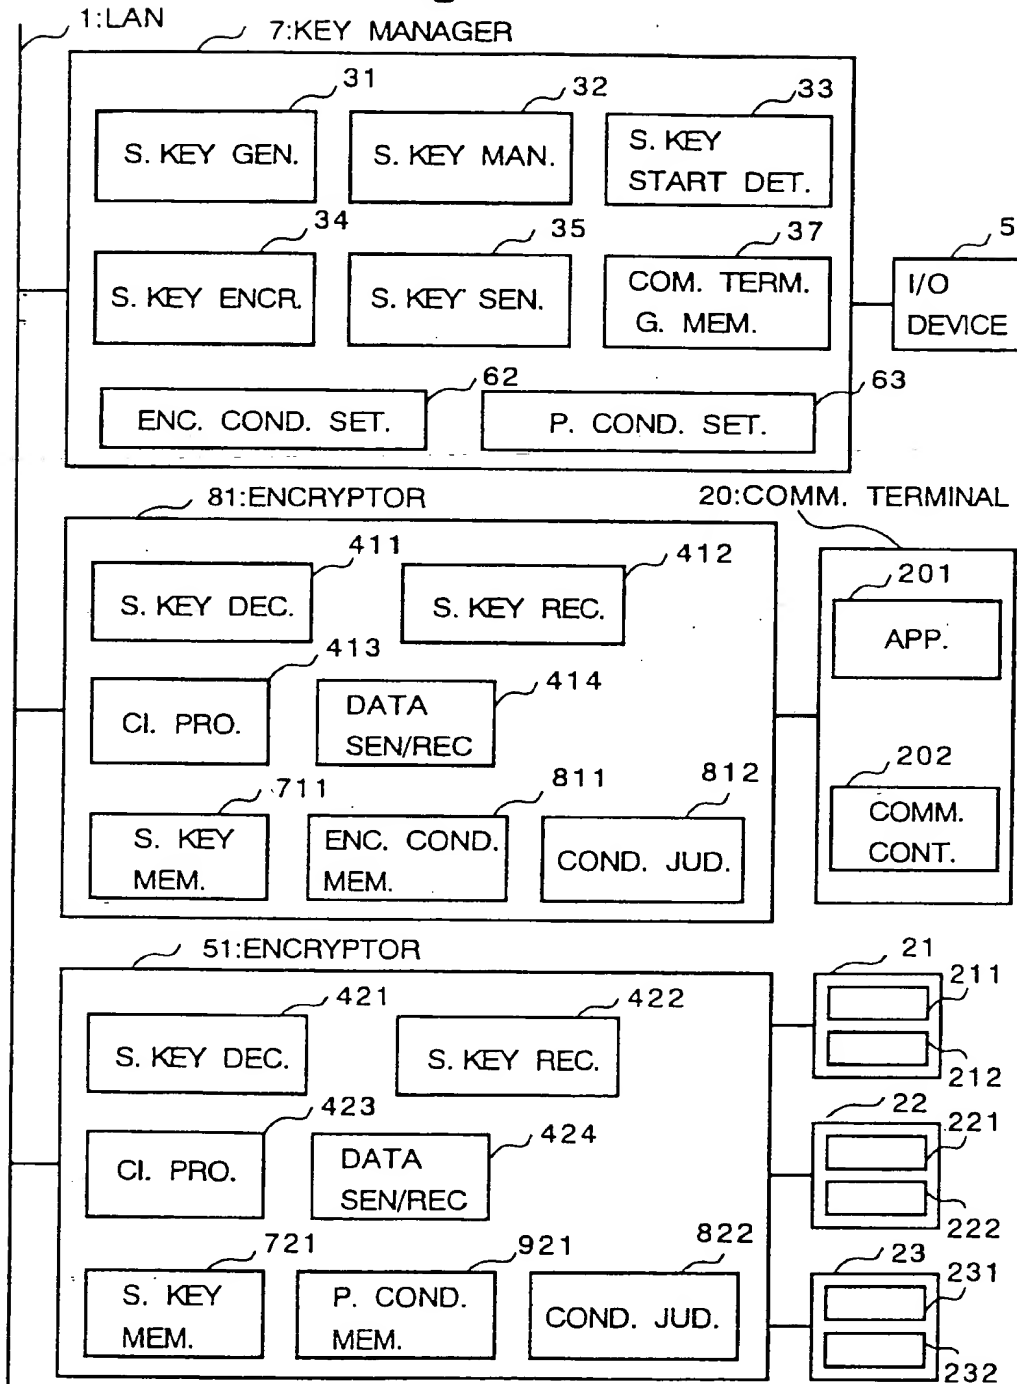 1:LAN
7:KEY MANAGER
31
32
33
S. KEY GEN.
S. KEY MAN.
S. KEY
START DET.
34
35
37
5
S. KEY ENCR.
S. KEY SEN.
COM. TERM.
G. MEM.
I/O
DEVICE
62
63
ENC. COND. SET.
P. COND. SET.
81:ENCRYPTOR
20:COMM. TERMINAL
411
412
201
S. KEY DEC.
S. KEY REC.
APP.
413
414
CI. PRO.
DATA
SEN/REC
711
811
812
202
S. KEY
MEM.
ENC. COND.
MEM.
COND. JUD.
COMM.
CONT.
51:ENCRYPTOR
21
211
421
422
S. KEY DEC.
S. KEY REC.
212
423
424
22
221
CI. PRO.
DATA
SEN/REC
222
721
921
822
23
231
S. KEY
MEM.
P. COND.
MEM.
COND. JUD.
232